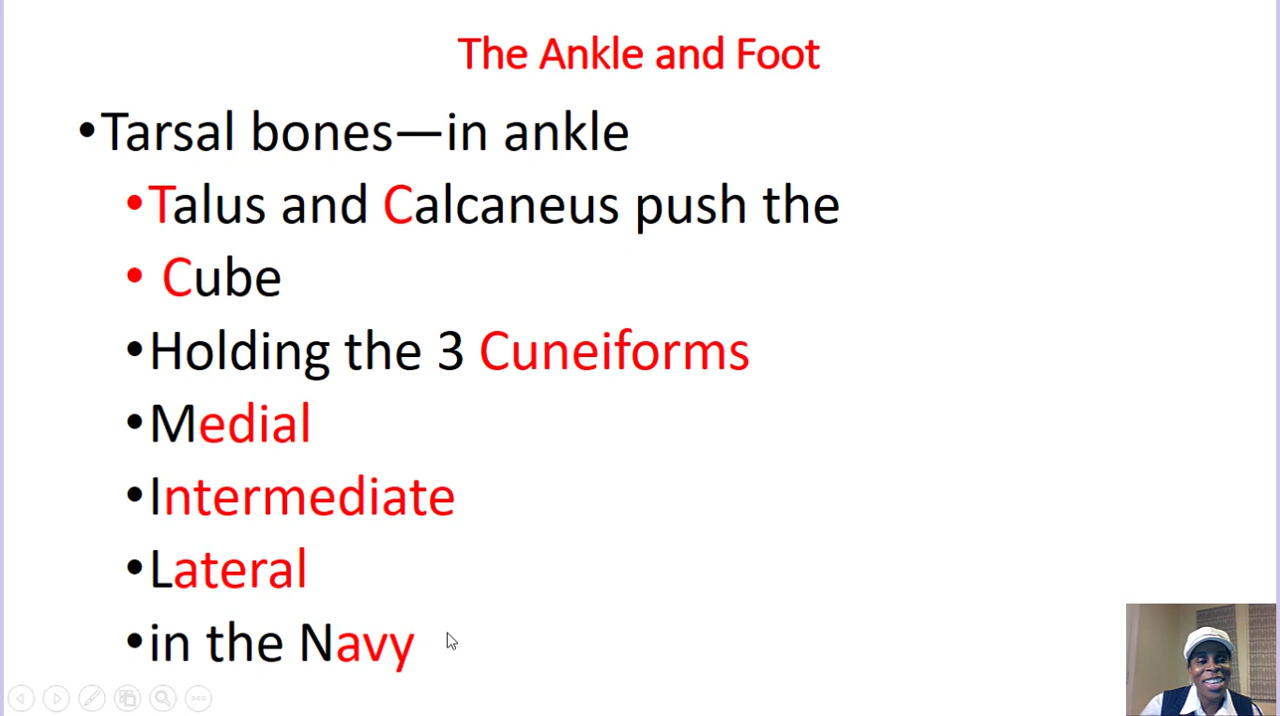 The Ankle and Foot
•Tarsal bones—in ankle
•Talus and Calcaneus push the
• Cube
•Holding the 3 Cuneiforms
•Medial
•Intermediate
•Lateral
•in the Navy